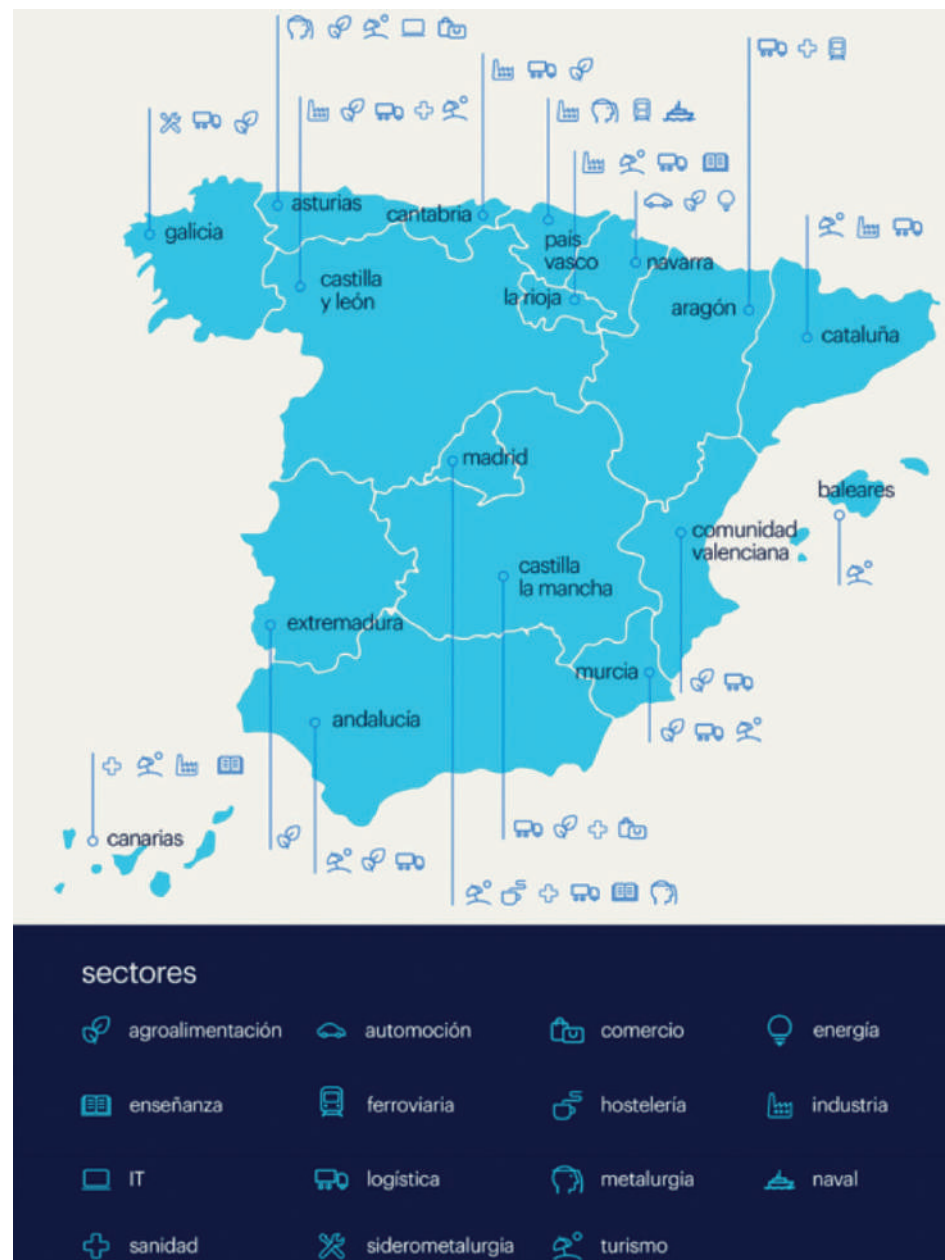 asturias
cantabria
galicia
país
vasco
navarra
castilla
y león
la rioja
aragón
cataluña
madrid
baleares
comunidad
valenciana
castilla
la mancha
extremadura
murcia
andalucía
canarias
sectores
agroalimentación
automoción
comercio
energía
enseñanza
ferroviaria
hostelería
industria
IT
logística
metalurgia
naval
sanidad
siderometalurgia
turismo